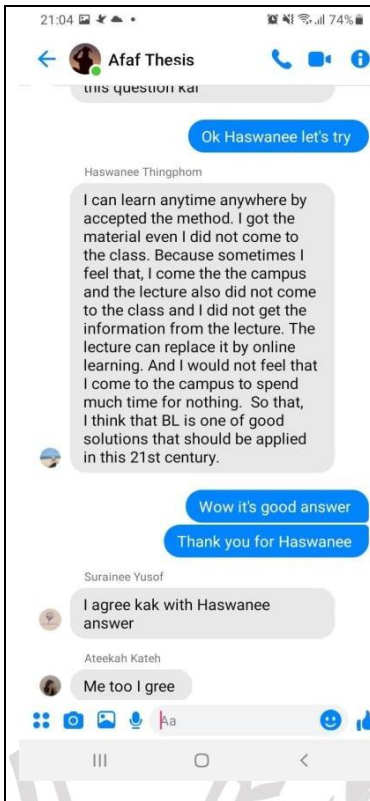 21:04
74%
Afaf Thesis
this question kal
Ok Haswanee let's try
Haswanee Thingphom
I can learn anytime anywhere by
accepted the method. I got the
material even I did not come to
the class. Because sometimes I
feel that, I come the the campus
and the lecture also did not come
to the class and I did not get the
information from the lecture. The
lecture can replace it by online
learning. And I would not feel that
I come to the campus to spend
much time for nothing. So that,
I think that BL is one of good
solutions that should be applied
in this 21st century.
Wow it's good answer
Thank you for Haswanee
Surainee Yusof
I agree kak with Haswanee
answer
Ateekah Kateh
Me too I gree
Aa